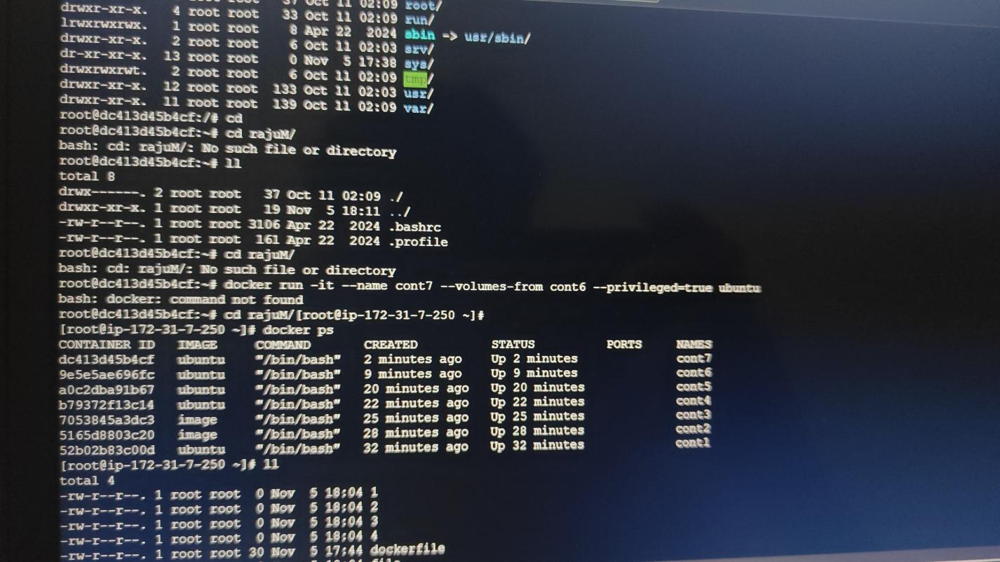 drwxr-xr-x. 37 Oct 11 02:09 root/
drwxr-xr-x. 4 root root 33 Oct 11 02:09 run/
lrwxrwxrwx. 1 root root 8 Apr 22 2024 sbin -> usr/sbin/
drwxr-xr-x. 2 root root 6 Oct 11 02:03 srv/
dr-xr-xr-x. 13 root root 0 Nov 5 17:38 sys/
drwxrwxrwt. 2 root root 6 Oct 11 02:09 tmp/
drwxr-xr-x. 12 root root 133 Oct 11 02:03 usr/
drwxr-xr-x. 11 root root 139 Oct 11 02:09 var/
root@dc413d45b4cf:/# cd
root@dc413d45b4cf:~# cd rajuM/
bash: cd: rajuM/: No such file or directory
root@dc413d45b4cf:~# ll
total 8
drwx------. 2 root root 37 Oct 11 02:09 ./
drwxr-xr-x. 1 root root 19 Nov 5 18:11 ../
-rw-r--r--. 1 root root 3106 Apr 22 2024 .bashrc
-rw-r--r--. 1 root root 161 Apr 22 2024 .profile
root@dc413d45b4cf:~# cd rajuM/
bash: cd: rajuM/: No such file or directory
root@dc413d45b4cf:~# docker run -it --name cont7 --volumes-from cont6 --privileged=true ubuntu
bash: docker: command not found
root@dc413d45b4cf:~# cd rajuM/[root@ip-172-31-7-250 ~]#
[root@ip-172-31-7-250 ~]# docker ps
CONTAINER ID IMAGE COMMAND CREATED STATUS PORTS NAMES
dc413d45b4cf ubuntu "/bin/bash" 2 minutes ago Up 2 minutes cont7
9e5e5ae696fc ubuntu "/bin/bash" 9 minutes ago Up 9 minutes cont6
a0c2dba91b67 ubuntu "/bin/bash" 20 minutes ago Up 20 minutes cont5
b79372f13c14 ubuntu "/bin/bash" 22 minutes ago Up 22 minutes cont4
7053845a3dc3 image "/bin/bash" 25 minutes ago Up 25 minutes cont3
5165d8803c20 image "/bin/bash" 28 minutes ago Up 28 minutes cont2
52b02b83c00d ubuntu "/bin/bash" 32 minutes ago Up 32 minutes cont1
[root@ip-172-31-7-250 ~]# ll
total 4
-rw-r--r--. 1 root root 0 Nov 5 18:04 1
-rw-r--r--. 1 root root 0 Nov 5 18:04 2
-rw-r--r--. 1 root root 0 Nov 5 18:04 3
-rw-r--r--. 1 root root 0 Nov 5 18:04 4
-rw-r--r--. 1 root root 30 Nov 5 17:44 dockerfile